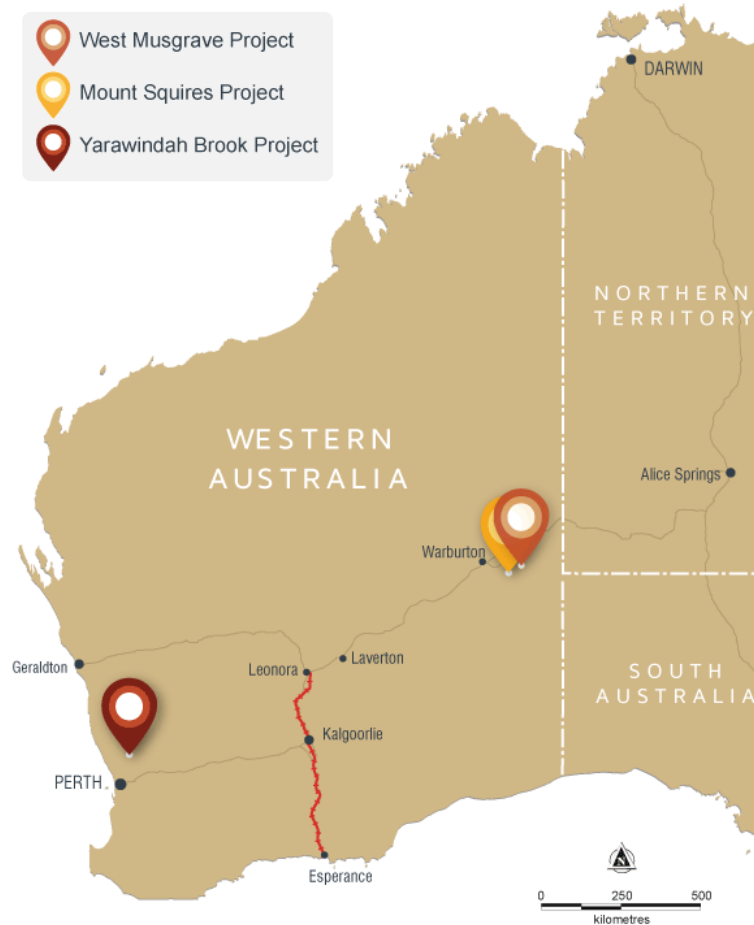 West Musgrave Project
Mount Squires Project
Yarawindah Brook Project
DARWIN
NORTHERN
TERRITORY
WESTERN
AUSTRALIA
Alice Springs
Warburton
Geraldton
Leonora
Laverton
SOUTH
AUSTRALIA
Kalgoorlie
PERTH
Esperance
N
0 250 500
kilometres